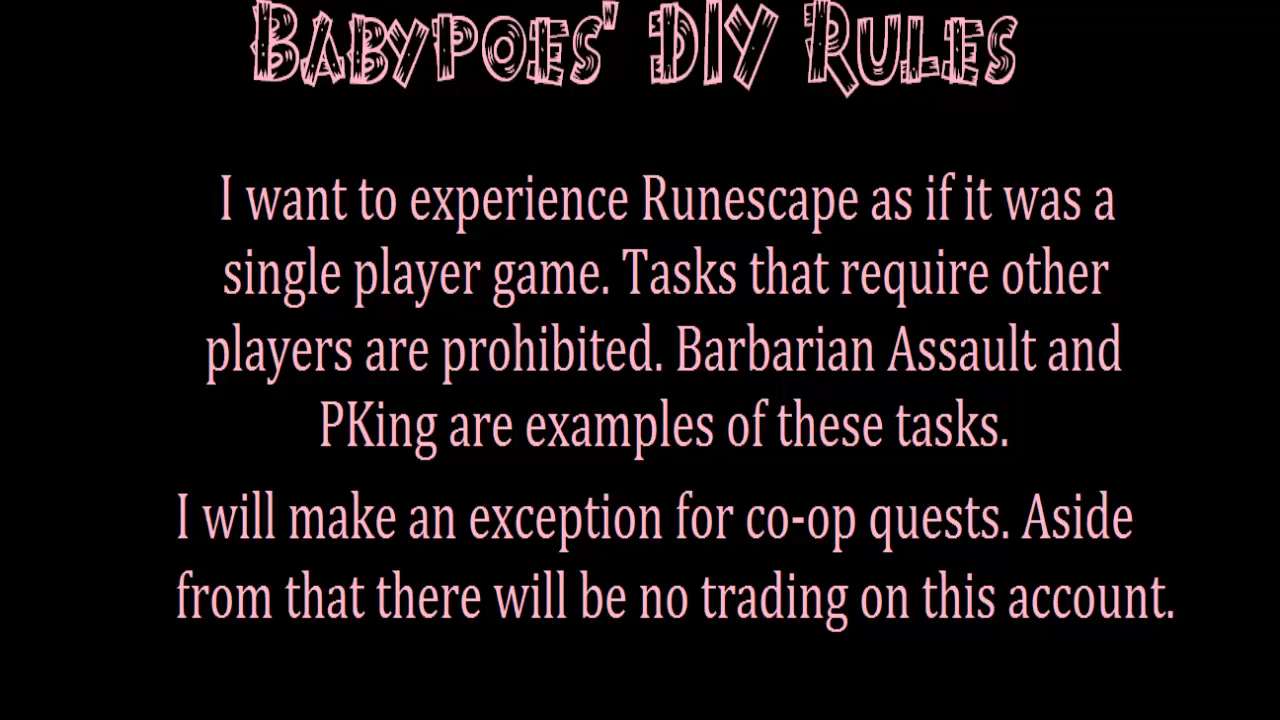 Babypoes' DIY Rules
I want to experience Runescape as if it was a
single player game. Tasks that require other
players are prohibited. Barbarian Assault and
PKing are examples of these tasks.
I will make an exception for co-op quests. Aside
from that there will be no trading on this account.